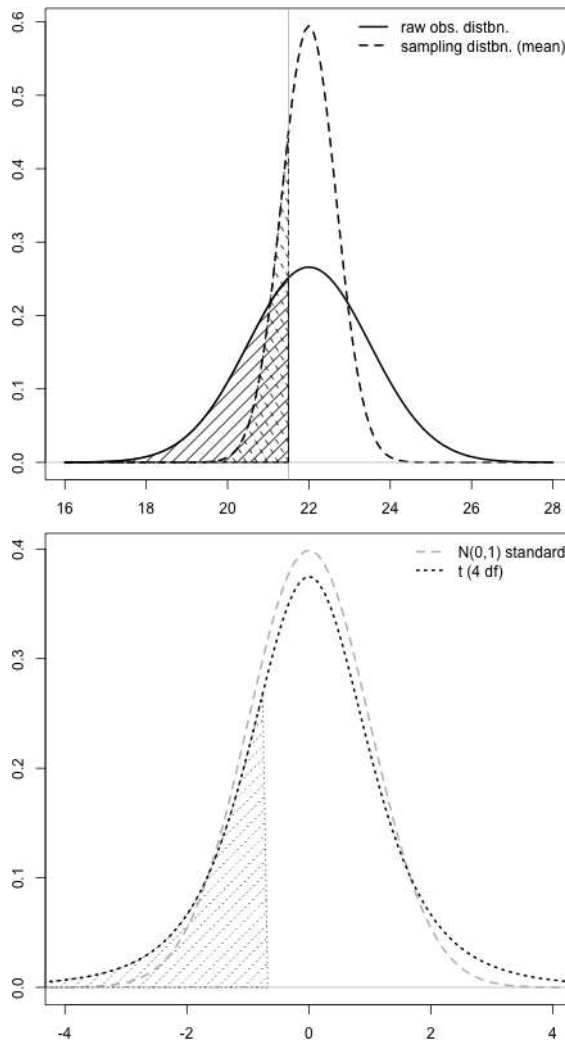 raw obs. distbn.
sampling distbn. (mean)
0.6
0.5
0.4
0.3
0.2
0.1
0.0
16 18 20 22 24 26 28
N(0,1) standard
t (4 df)
0.4
0.3
0.2
0.1
0.0
-4 -2 0 2 4